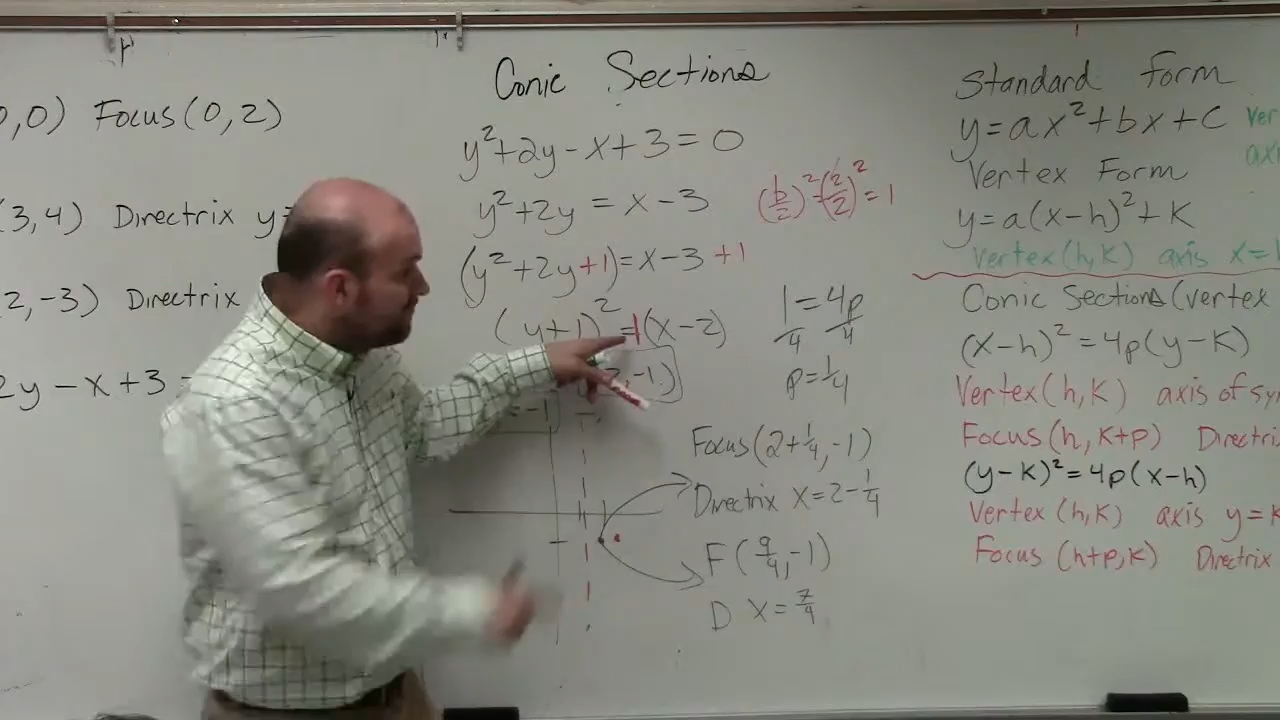 ,0) Focus (0, 2)
(3, 4) Directrix y=
2, -3) Directrix
2y - x + 3 =
Conic Sections
y² + 2y - x + 3 = 0
y² + 2y = x - 3
(b/2)² = (2/2)² = 1
(y² + 2y + 1) = x - 3 + 1
(y + 1)² = 1(x - 2)
-1)
1 = 4p
4 4
p = 1/4
Focus (2 + 1/4, -1)
Directrix x = 2 - 1/4
F (9/4, -1)
D x = 7/4
Standard form
y = ax² + bx + c
Vertex Form
y = a(x - h)² + k
Vertex (h, k) axis x =
Conic Sections (vertex
(x - h)² = 4p(y - k)
Vertex (h, k) axis of sy
Focus (h, k + p) Directri
(y - k)² = 4p(x - h)
Vertex (h, k) axis y = k
Focus (h + p, k) Directrix